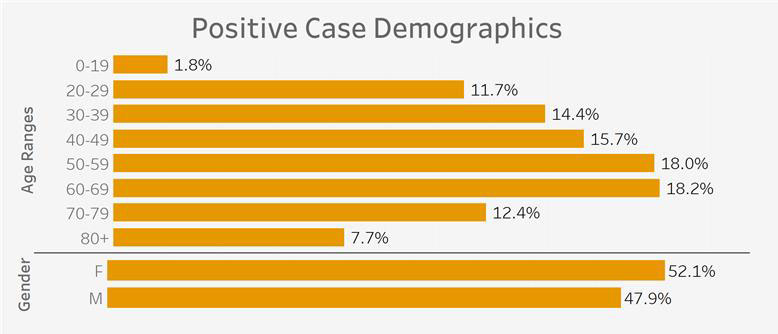 Positive Case Demographics
Age Ranges
0-19 1.8%
20-29 11.7%
30-39 14.4%
40-49 15.7%
50-59 18.0%
60-69 18.2%
70-79 12.4%
80+ 7.7%
Gender
F 52.1%
M 47.9%